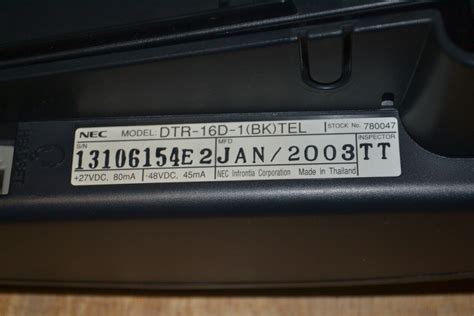 NEC MODEL: DTR-16D-1(BK)TEL STOCK No. 780047
S/N MFD INSPECTOR
13106154E2 JAN/2003 TT
+27VDC, 80mA -48VDC, 45mA NEC Infrontia Corporation Made in Thailand